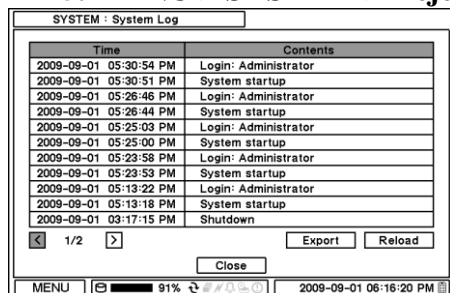 SYSTEM : System Log
Time Contents
2009-09-01 05:30:54 PM Login: Administrator
2009-09-01 05:30:51 PM System startup
2009-09-01 05:26:46 PM Login: Administrator
2009-09-01 05:26:44 PM System startup
2009-09-01 05:25:03 PM Login: Administrator
2009-09-01 05:25:00 PM System startup
2009-09-01 05:23:58 PM Login: Administrator
2009-09-01 05:23:53 PM System startup
2009-09-01 05:13:22 PM Login: Administrator
2009-09-01 05:13:18 PM System startup
2009-09-01 03:17:15 PM Shutdown
< 1/2 > Export Reload
Close
MENU 91% 2009-09-01 06:16:20 PM